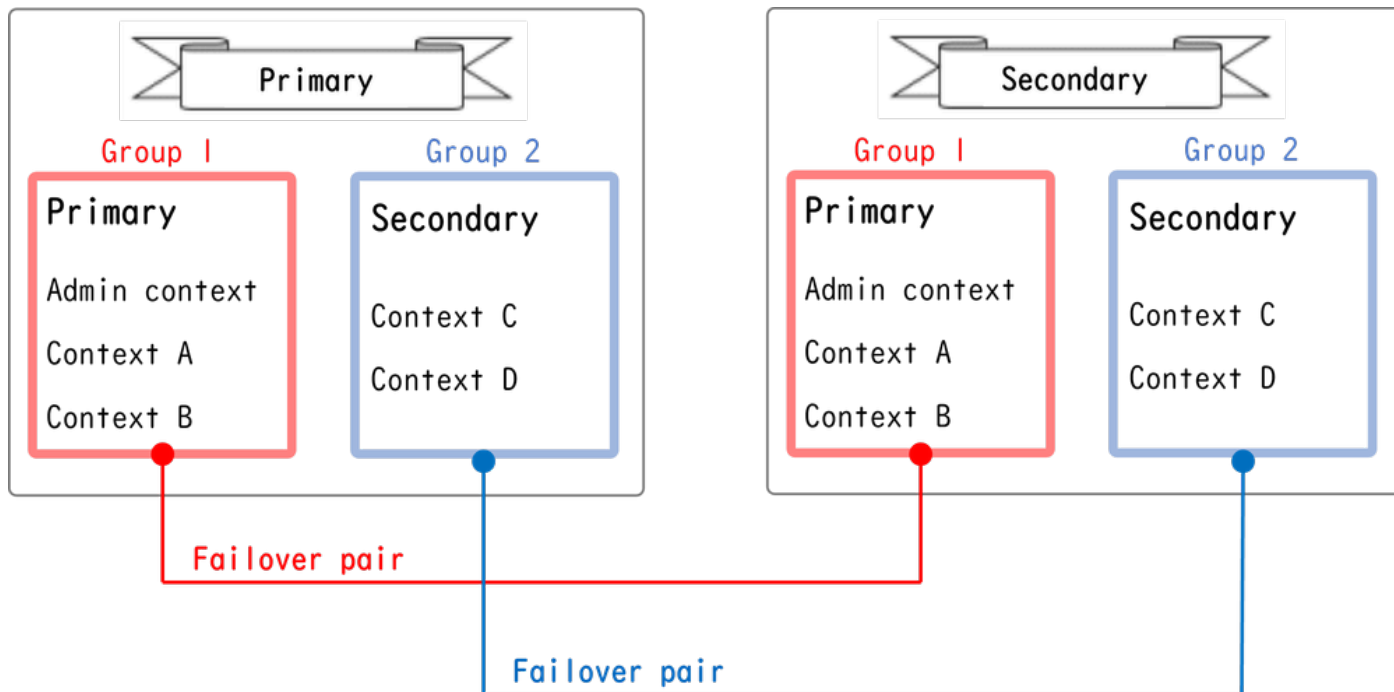 Primary
Group 1
Primary
Admin context
Context A
Context B
Group 2
Secondary
Context C
Context D
Secondary
Group 1
Primary
Admin context
Context A
Context B
Group 2
Secondary
Context C
Context D
Failover pair
Failover pair